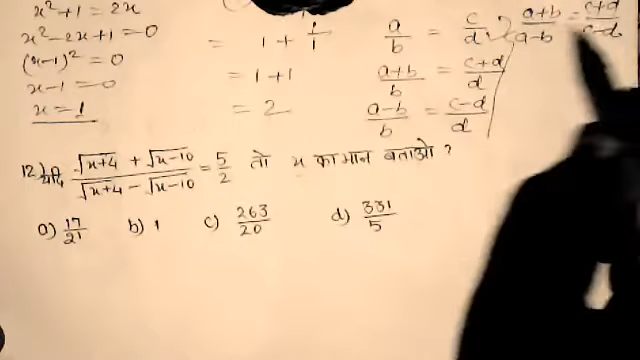 x² + 1 = 2x
x² - 2x + 1 = 0
(x-1)² = 0
x - 1 = 0
x = 1
= 1 + 1/1
= 1 + 1
= 2
a/b = c/d
(a+b)/b = (c+d)/d
(a-b)/b = (c-d)/d
(a+b)/(a-b) = (c+d)/(c-d)
12) यदि (√(x+4) + √(x-10))/(√(x+4) - √(x-10)) = 5/2 तो x का मान बताओ ?
a) 17/21 b) 1 c) 263/20 d) 331/5